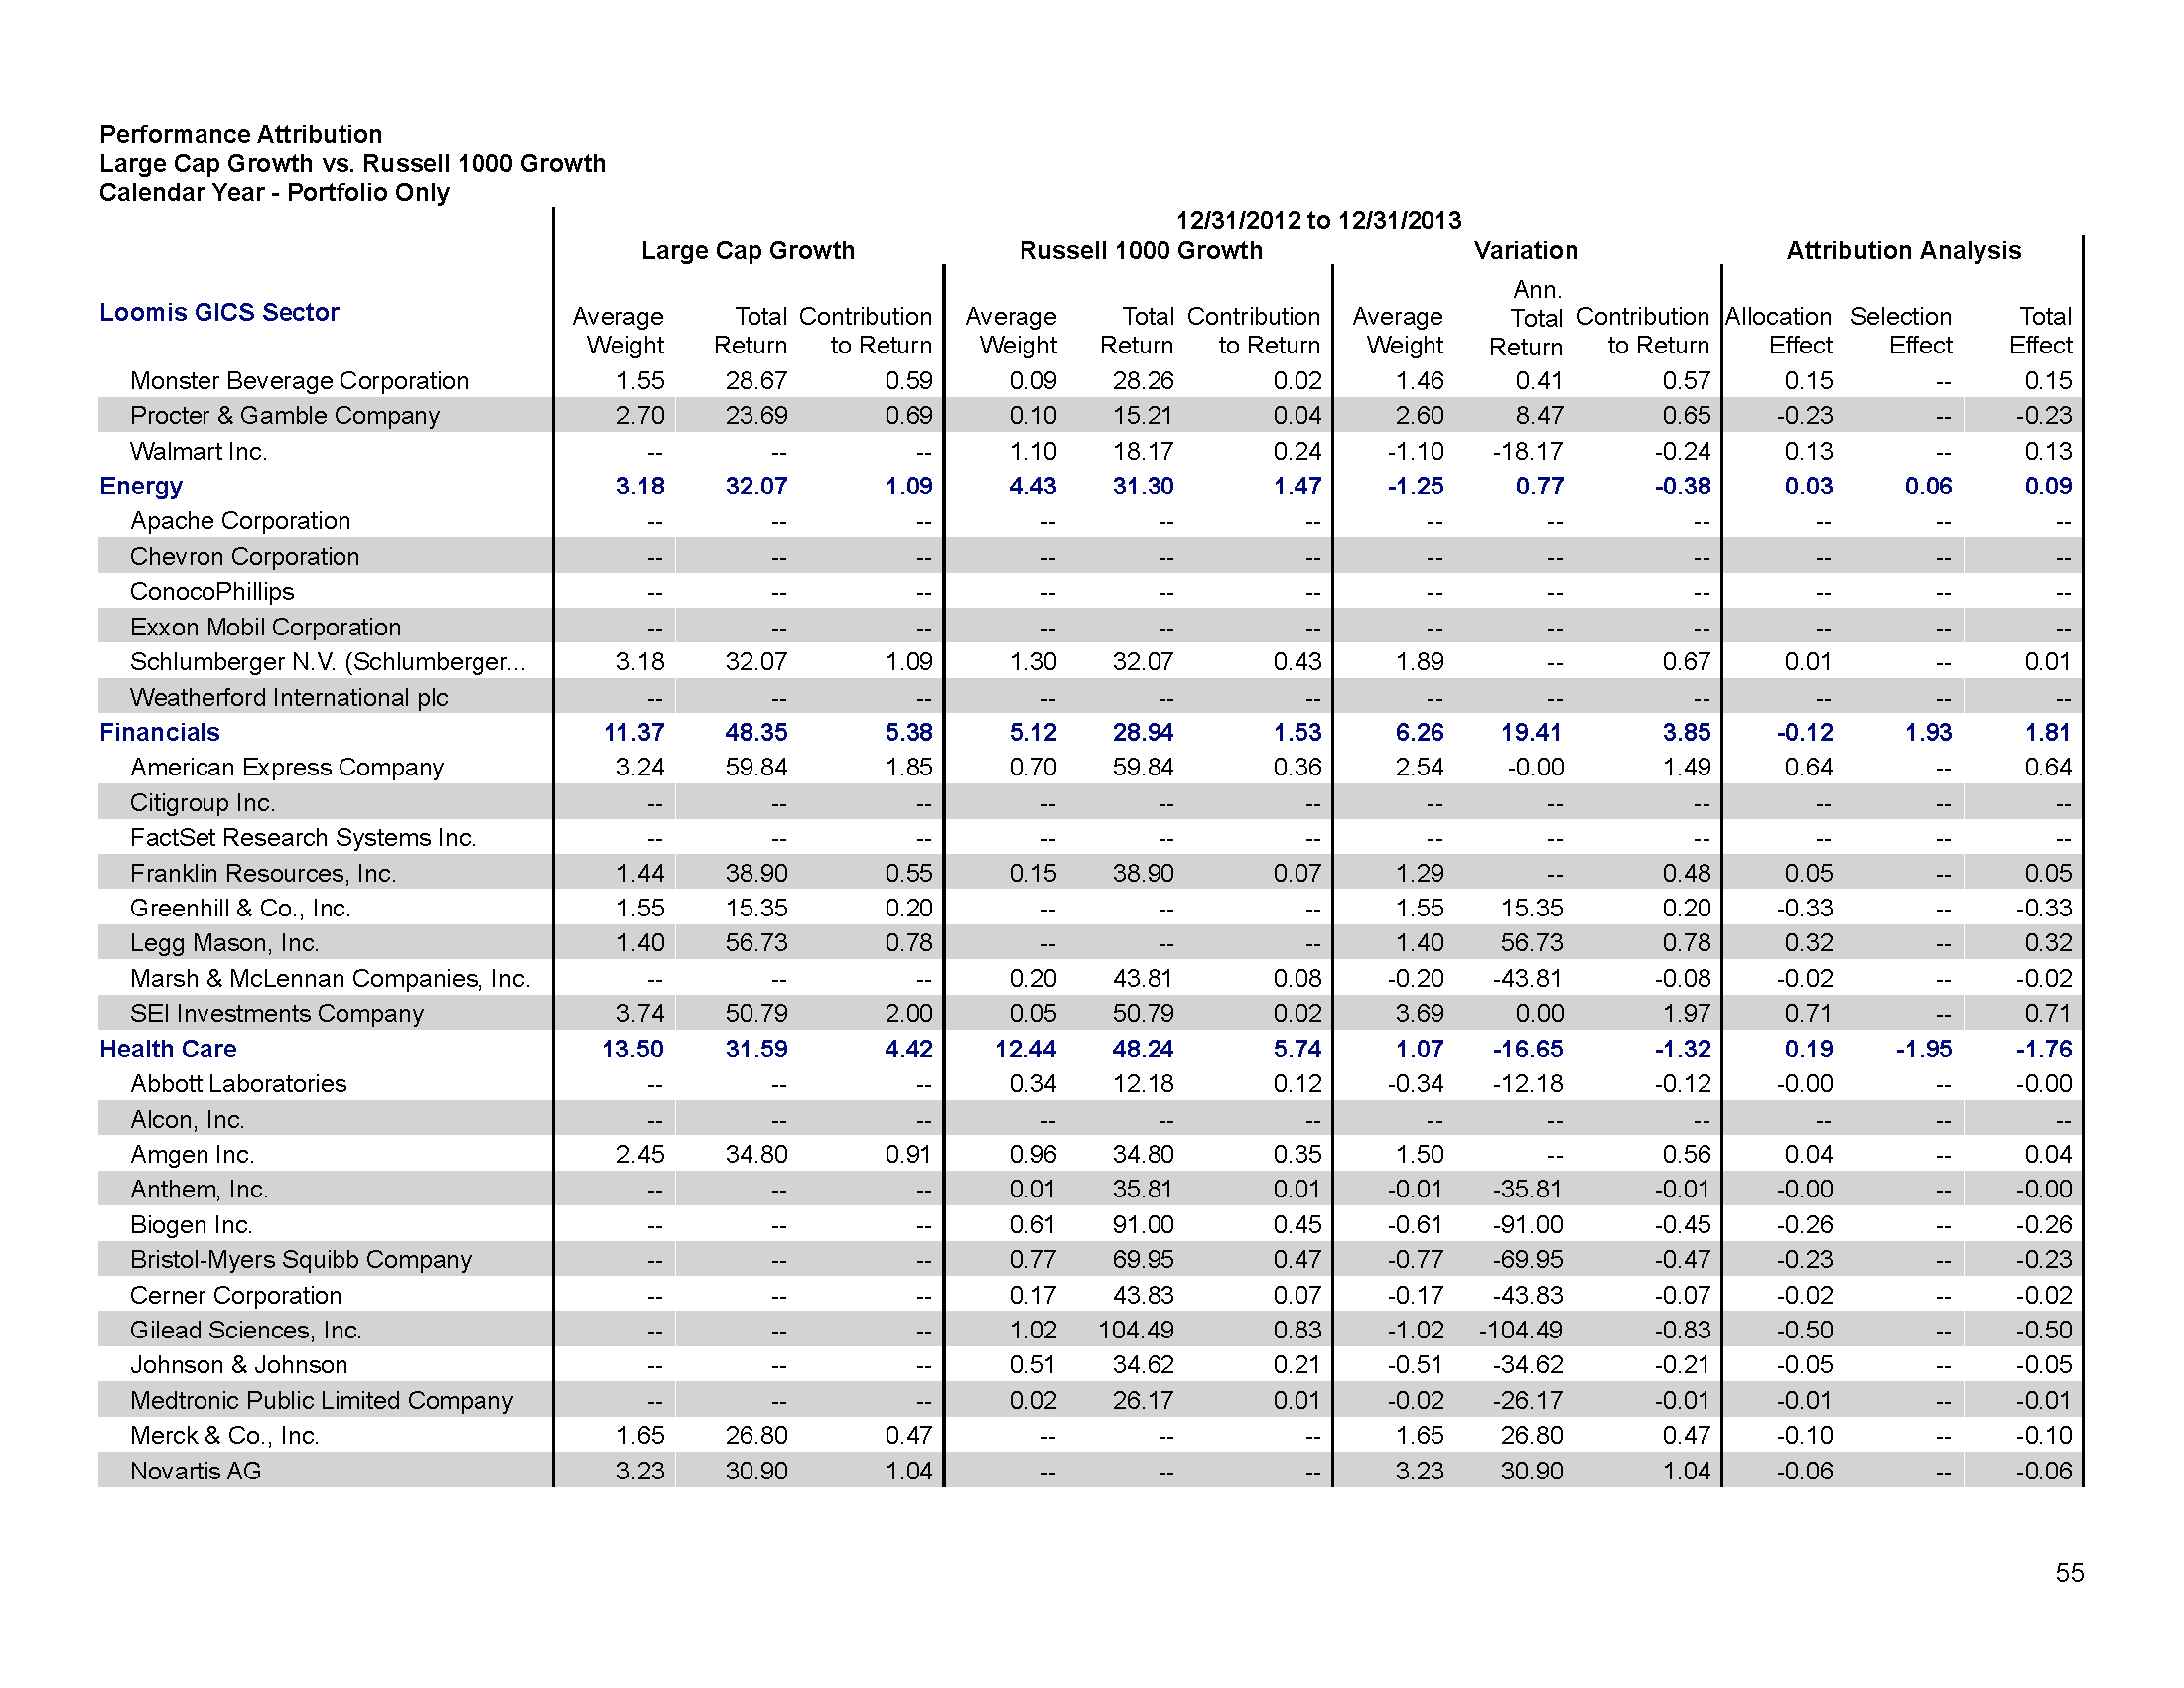 Performance Attribution
Large Cap Growth vs. Russell 1000 Growth
Calendar Year - Portfolio Only
12/31/2012 to 12/31/2013
Large Cap Growth Russell 1000 Growth Variation Attribution Analysis
Loomis GICS Sector Average Weight Total Return Contribution to Return Average Weight Total Return Contribution to Return Average Weight Ann. Total Return Contribution to Return Allocation Effect Selection Effect Total Effect
Monster Beverage Corporation 1.55 28.67 0.59 0.09 28.26 0.02 1.46 0.41 0.57 0.15 -- 0.15
Procter & Gamble Company 2.70 23.69 0.69 0.10 15.21 0.04 2.60 8.47 0.65 -0.23 -- -0.23
Walmart Inc. -- -- -- 1.10 18.17 0.24 -1.10 -18.17 -0.24 0.13 -- 0.13
Energy 3.18 32.07 1.09 4.43 31.30 1.47 -1.25 0.77 -0.38 0.03 0.06 0.09
Apache Corporation -- -- -- -- -- -- -- -- -- -- -- --
Chevron Corporation -- -- -- -- -- -- -- -- -- -- -- --
ConocoPhillips -- -- -- -- -- -- -- -- -- -- -- --
Exxon Mobil Corporation -- -- -- -- -- -- -- -- -- -- -- --
Schlumberger N.V. (Schlumberger... 3.18 32.07 1.09 1.30 32.07 0.43 1.89 -- 0.67 0.01 -- 0.01
Weatherford International plc -- -- -- -- -- -- -- -- -- -- -- --
Financials 11.37 48.35 5.38 5.12 28.94 1.53 6.26 19.41 3.85 -0.12 1.93 1.81
American Express Company 3.24 59.84 1.85 0.70 59.84 0.36 2.54 -0.00 1.49 0.64 -- 0.64
Citigroup Inc. -- -- -- -- -- -- -- -- -- -- -- --
FactSet Research Systems Inc. -- -- -- -- -- -- -- -- -- -- -- --
Franklin Resources, Inc. 1.44 38.90 0.55 0.15 38.90 0.07 1.29 -- 0.48 0.05 -- 0.05
Greenhill & Co., Inc. 1.55 15.35 0.20 -- -- -- 1.55 15.35 0.20 -0.33 -- -0.33
Legg Mason, Inc. 1.40 56.73 0.78 -- -- -- 1.40 56.73 0.78 0.32 -- 0.32
Marsh & McLennan Companies, Inc. -- -- -- 0.20 43.81 0.08 -0.20 -43.81 -0.08 -0.02 -- -0.02
SEI Investments Company 3.74 50.79 2.00 0.05 50.79 0.02 3.69 0.00 1.97 0.71 -- 0.71
Health Care 13.50 31.59 4.42 12.44 48.24 5.74 1.07 -16.65 -1.32 0.19 -1.95 -1.76
Abbott Laboratories -- -- -- 0.34 12.18 0.12 -0.34 -12.18 -0.12 -0.00 -- -0.00
Alcon, Inc. -- -- -- -- -- -- -- -- -- -- -- --
Amgen Inc. 2.45 34.80 0.91 0.96 34.80 0.35 1.50 -- 0.56 0.04 -- 0.04
Anthem, Inc. -- -- -- 0.01 35.81 0.01 -0.01 -35.81 -0.01 -0.00 -- -0.00
Biogen Inc. -- -- -- 0.61 91.00 0.45 -0.61 -91.00 -0.45 -0.26 -- -0.26
Bristol-Myers Squibb Company -- -- -- 0.77 69.95 0.47 -0.77 -69.95 -0.47 -0.23 -- -0.23
Cerner Corporation -- -- -- 0.17 43.83 0.07 -0.17 -43.83 -0.07 -0.02 -- -0.02
Gilead Sciences, Inc. -- -- -- 1.02 104.49 0.83 -1.02 -104.49 -0.83 -0.50 -- -0.50
Johnson & Johnson -- -- -- 0.51 34.62 0.21 -0.51 -34.62 -0.21 -0.05 -- -0.05
Medtronic Public Limited Company -- -- -- 0.02 26.17 0.01 -0.02 -26.17 -0.01 -0.01 -- -0.01
Merck & Co., Inc. 1.65 26.80 0.47 -- -- -- 1.65 26.80 0.47 -0.10 -- -0.10
Novartis AG 3.23 30.90 1.04 -- -- -- 3.23 30.90 1.04 -0.06 -- -0.06
55